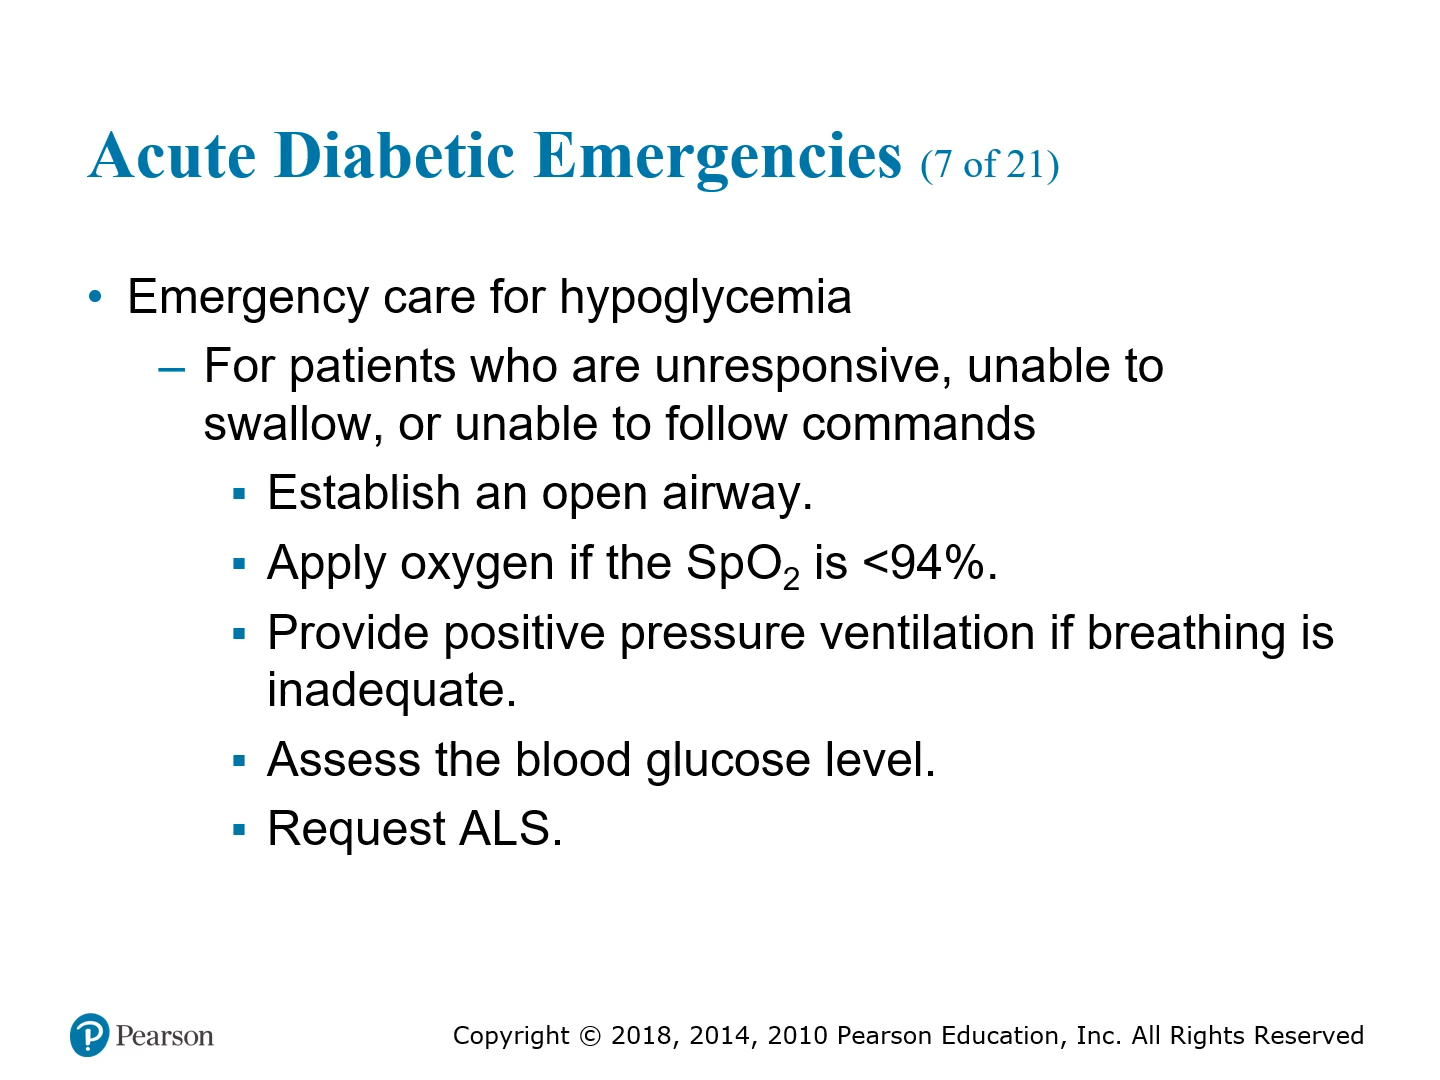 Acute Diabetic Emergencies (7 of 21)
• Emergency care for hypoglycemia
– For patients who are unresponsive, unable to
swallow, or unable to follow commands
▪ Establish an open airway.
▪ Apply oxygen if the SpO₂ is <94%.
▪ Provide positive pressure ventilation if breathing is
inadequate.
▪ Assess the blood glucose level.
▪ Request ALS.
Pearson
Copyright © 2018, 2014, 2010 Pearson Education, Inc. All Rights Reserved